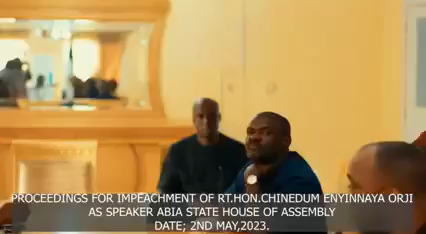 PROCEEDINGS FOR IMPEACHMENT OF RT.HON.CHINEDUM ENYINNAYA ORJI
AS SPEAKER ABIA STATE HOUSE OF ASSEMBLY
DATE; 2ND MAY,2023.